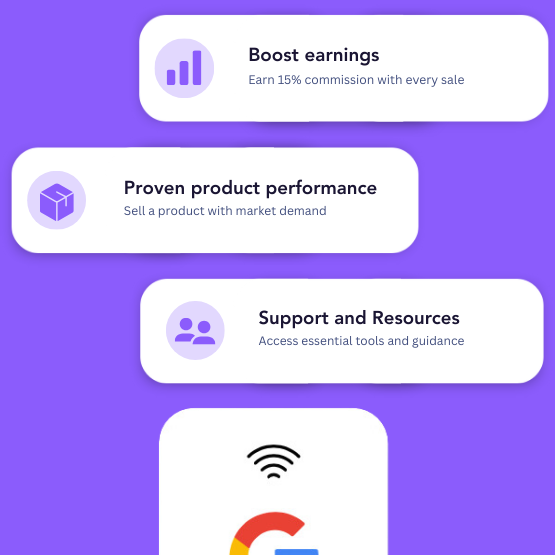 Boost earnings
Earn 15% commission with every sale
Proven product performance
Sell a product with market demand
Support and Resources
Access essential tools and guidance